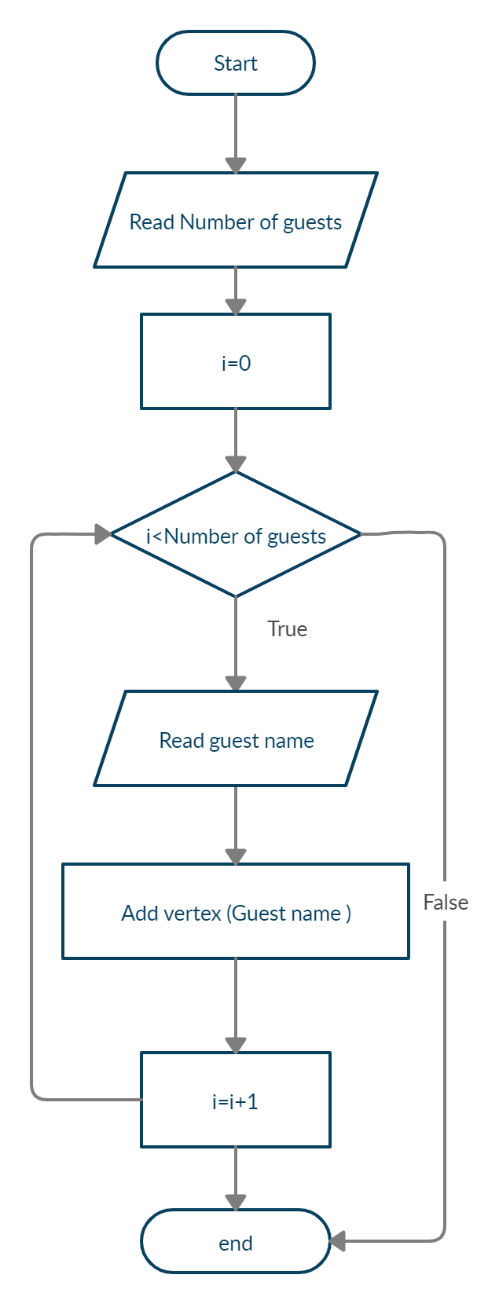 Start
Read Number of guests
i=0
i<Number of guests
True
Read guest name
False
Add vertex (Guest name )
i=i+1
end